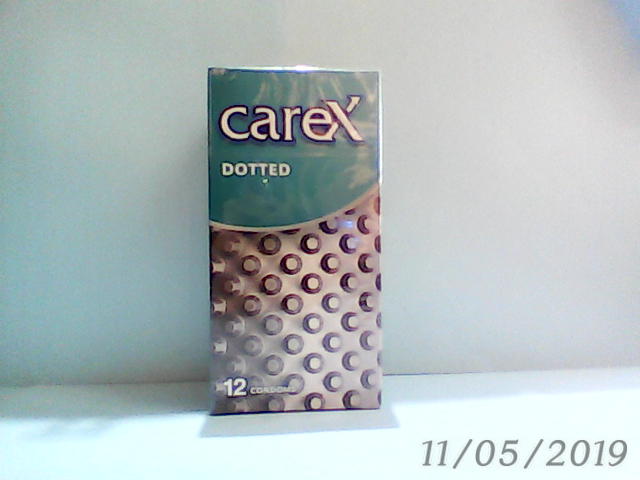 careX
DOTTED
12 CONDOMS
11/05/2019